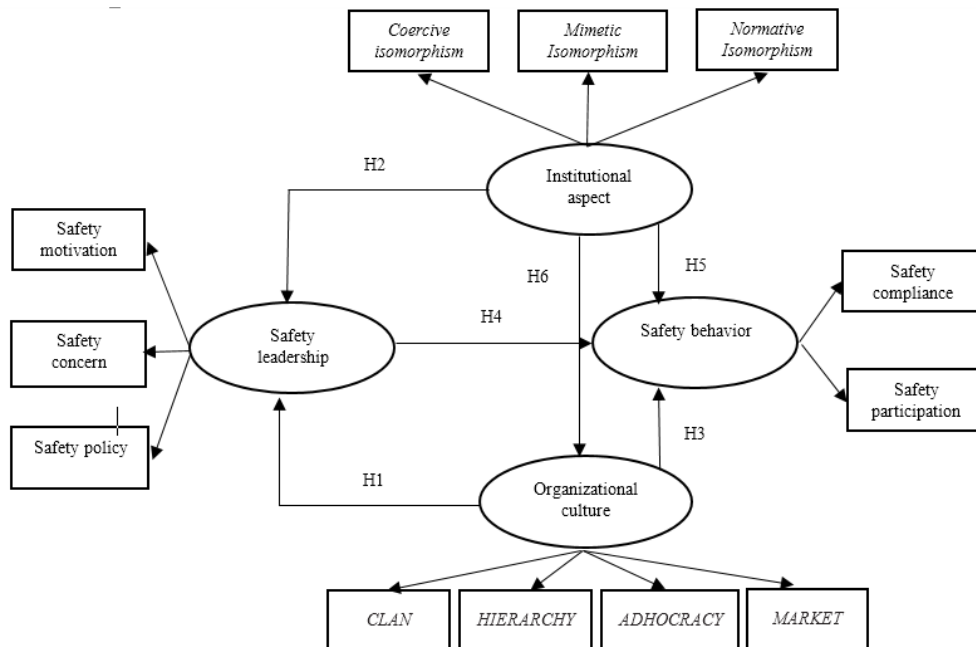 Coercive
isomorphism
Mimetic
Isomorphism
Normative
Isomorphism
H2
Institutional
aspect
Safety
motivation
H6
H5
Safety
compliance
Safety
concern
Safety
leadership
H4
Safety behavior
Safety
participation
Safety policy
H3
H1
Organizational
culture
CLAN
HIERARCHY
ADHOCRACY
MARKET